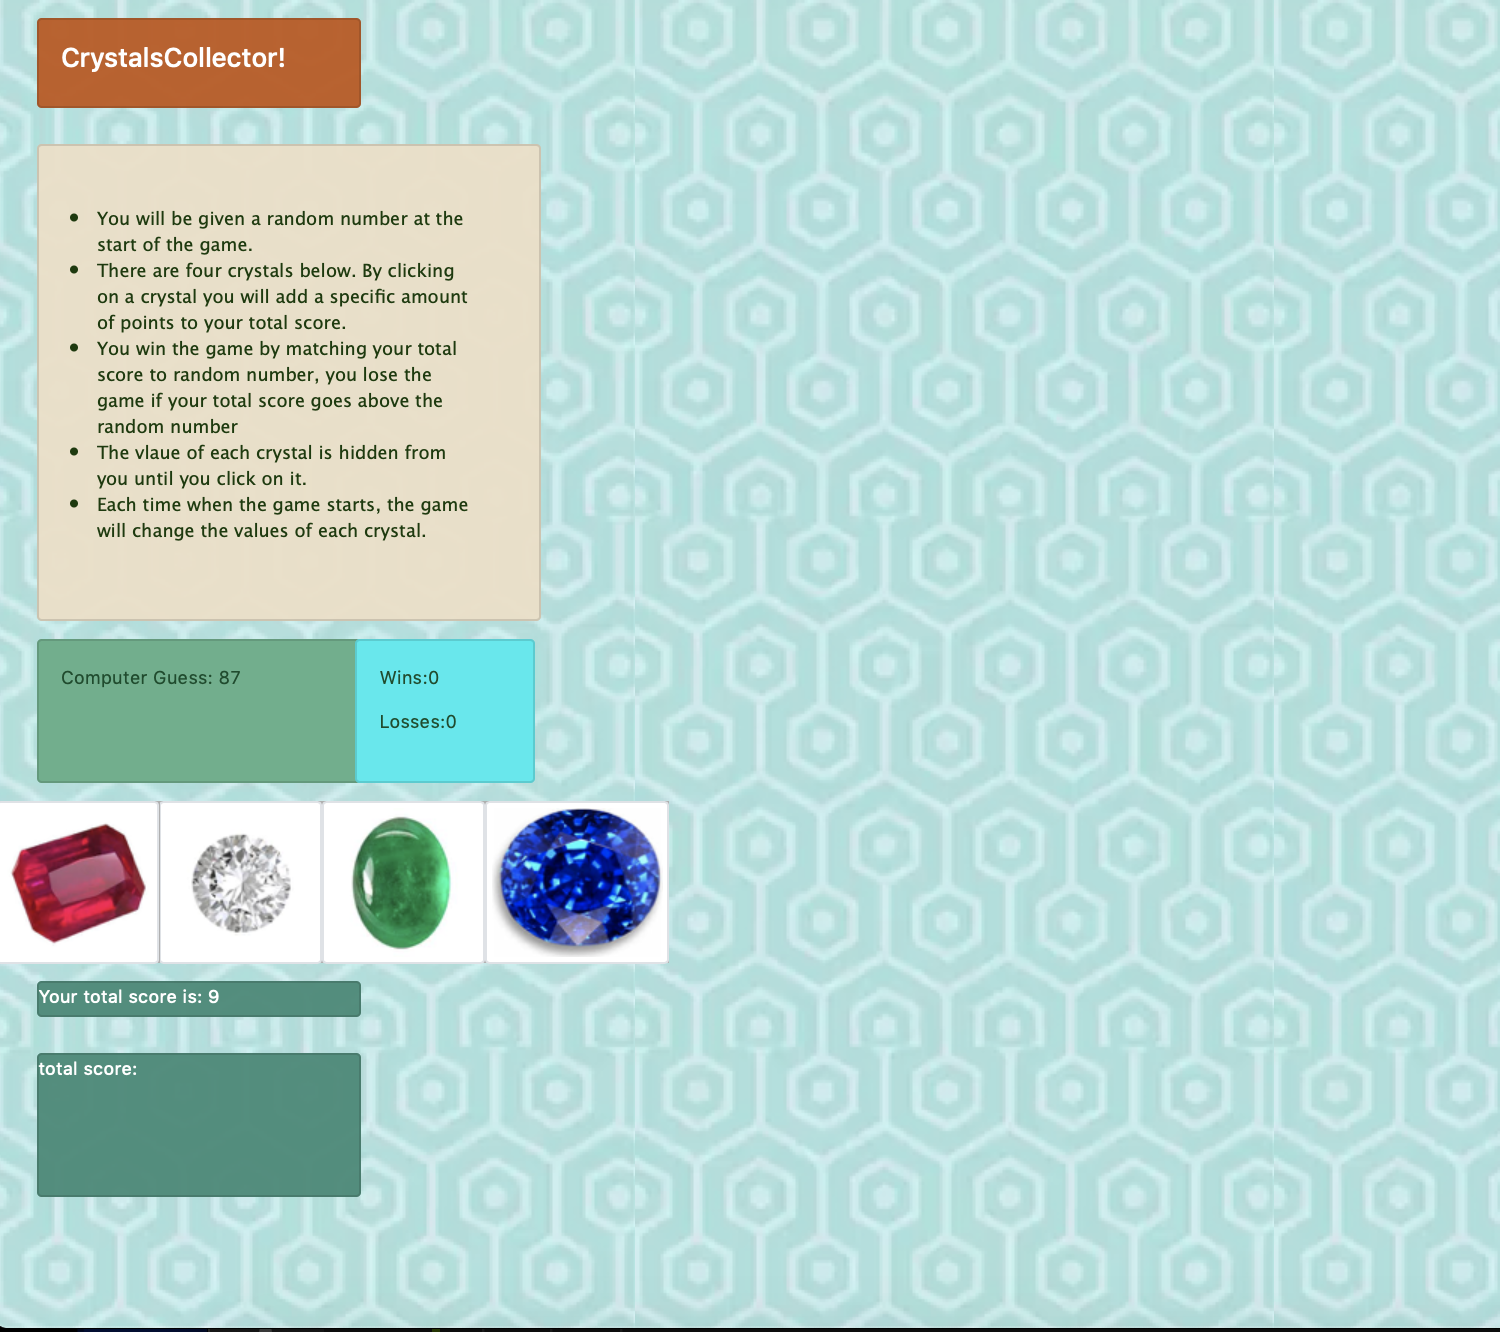 CrystalsCollector!
You will be given a random number at the
start of the game.
There are four crystals below. By clicking
on a crystal you will add a specific amount
of points to your total score.
You win the game by matching your total
score to random number, you lose the
game if your total score goes above the
random number
The vlaue of each crystal is hidden from
you until you click on it.
Each time when the game starts, the game
will change the values of each crystal.
Computer Guess: 87
Wins:0
Losses:0
Your total score is: 9
total score: